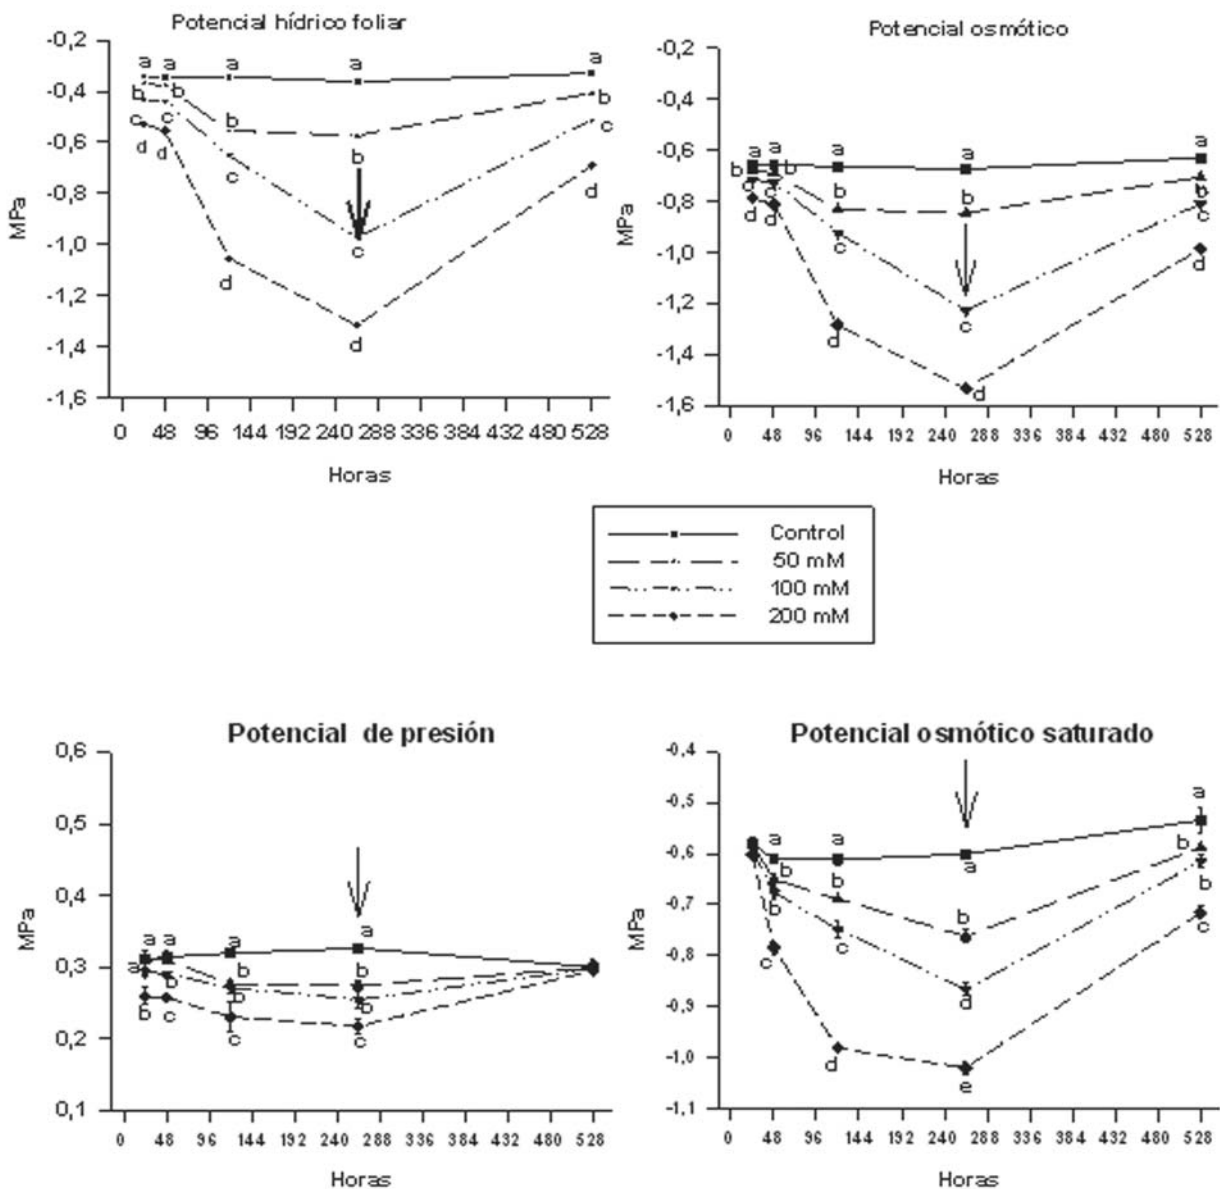 Potencial hídrico foliar
-0,2
-0,4
-0,6
-0,8
-1,0
-1,2
-1,4
-1,6
MPa
a a a a a
b b b b b
c c c c c
d d d d d
0 48 96 144 192 240 288 336 384 432 480 528
Horas
Potencial osmótico
-0,2
-0,4
-0,6
-0,8
-1,0
-1,2
-1,4
-1,6
MPa
a a a a a
b b b b b
c c c c c
d d d d d
0 48 96 144 192 240 288 336 384 432 480 528
Horas
Control
50 mM
100 mM
200 mM
Potencial de presión
0,6
0,5
0,4
0,3
0,2
0,1
MPa
a a a a
a b b b
b b
b c c c
0 48 96 144 192 240 288 336 384 432 480 528
Horas
Potencial osmótico saturado
-0,4
-0,5
-0,6
-0,7
-0,8
-0,9
-1,0
-1,1
MPa
a a a a
b b b b
b c d b
c d e c
0 48 96 144 192 240 288 336 384 432 480 528
Horas